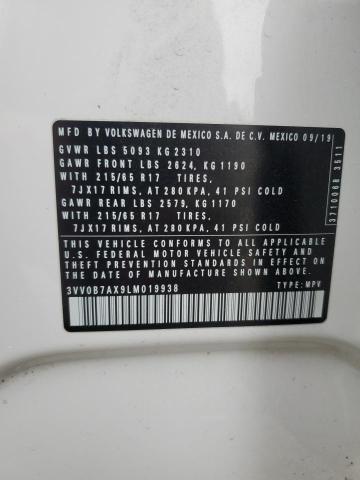 MFD. BY VOLKSWAGEN DE MEXICO S.A. DE C.V. MEXICO 09/19
GVWR LBS 5093 KG 2310
GAWR FRONT LBS 2624, KG 1190
WITH 215/65 R17 TIRES,
7JX17 RIMS, AT 280 KPA, 41 PSI COLD
GAWR REAR LBS 2579, KG 1170
WITH 215/65 R17 TIRES,
7JX17 RIMS, AT 280 KPA, 41 PSI COLD
THIS VEHICLE CONFORMS TO ALL APPLICABLE
U.S. FEDERAL MOTOR VEHICLE SAFETY AND
THEFT PREVENTION STANDARDS IN EFFECT ON
THE DATE OF MANUFACTURE SHOWN ABOVE
3VV0B7AX9LM019938 TYPE: MPV
3710068 3511